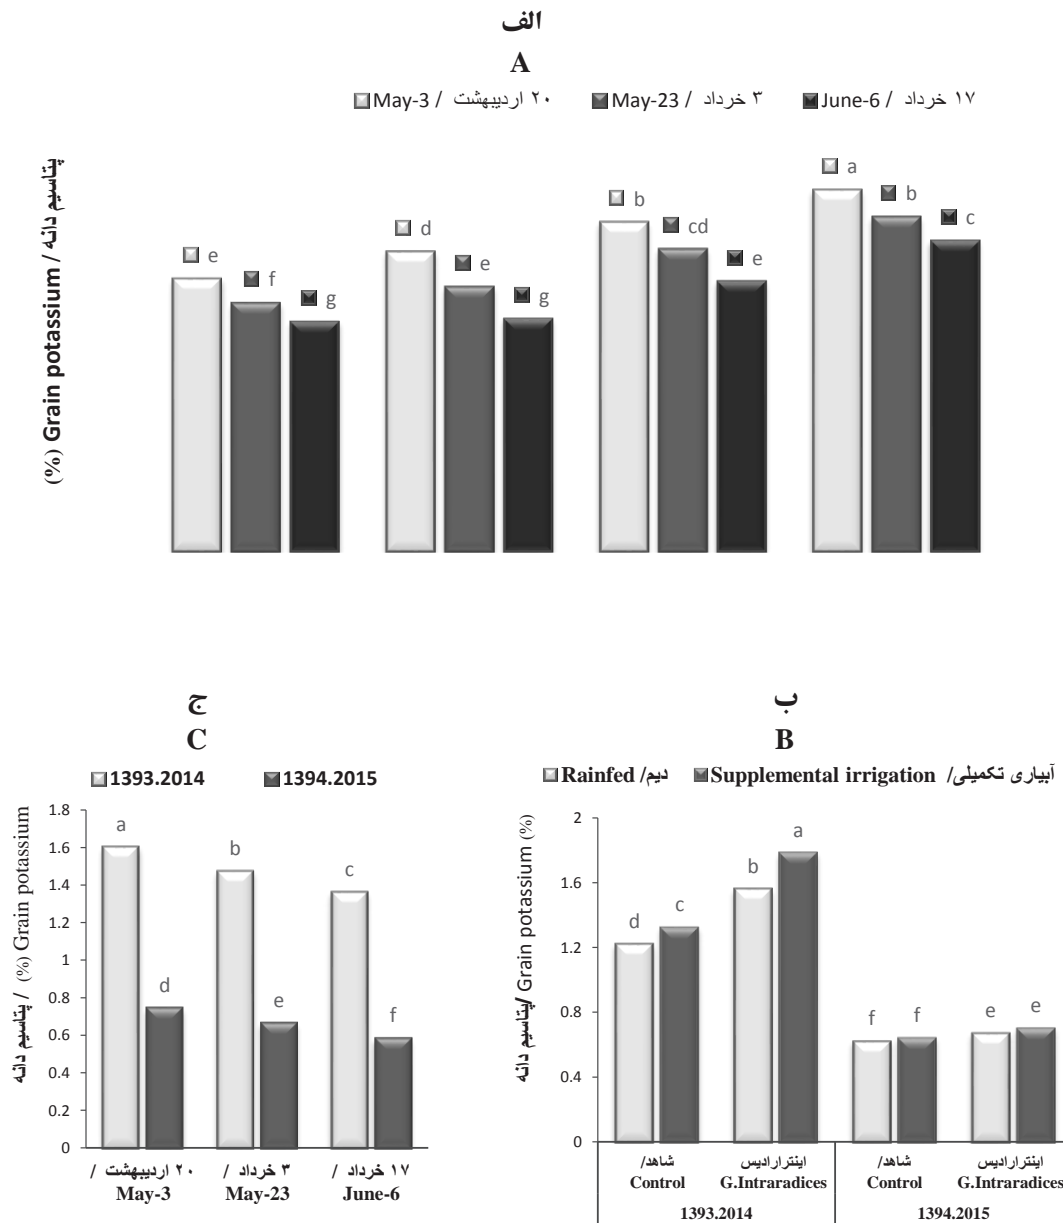 الف
A
May-3 / ۲۰ اردیبهشت
May-23 / ۳ خرداد
June-6 / ۱۷ خرداد
(%) Grain potassium / پتاسیم دانه
e f g
d e g
b cd e
a b c
ج
C
1393.2014
1394.2015
پتاسیم دانه / (%) Grain potassium
1.8
1.6
1.4
1.2
1
0.8
0.6
0.4
0.2
0
a d
b e
c f
۲۰ اردیبهشت /
May-3
۳ خرداد /
May-23
۱۷ خرداد /
June-6
ب
B
Rainfed /دیم
Supplemental irrigation /آبیاری تکمیلی
پتاسیم دانه/ Grain potassium (%)
2
1.6
1.2
0.8
0.4
0
d c
b a
f f
e e
شاهد/
Control
اینترارادیس
G.Intraradices
شاهد/
Control
اینترارادیس
G.Intraradices
1393.2014
1394.2015